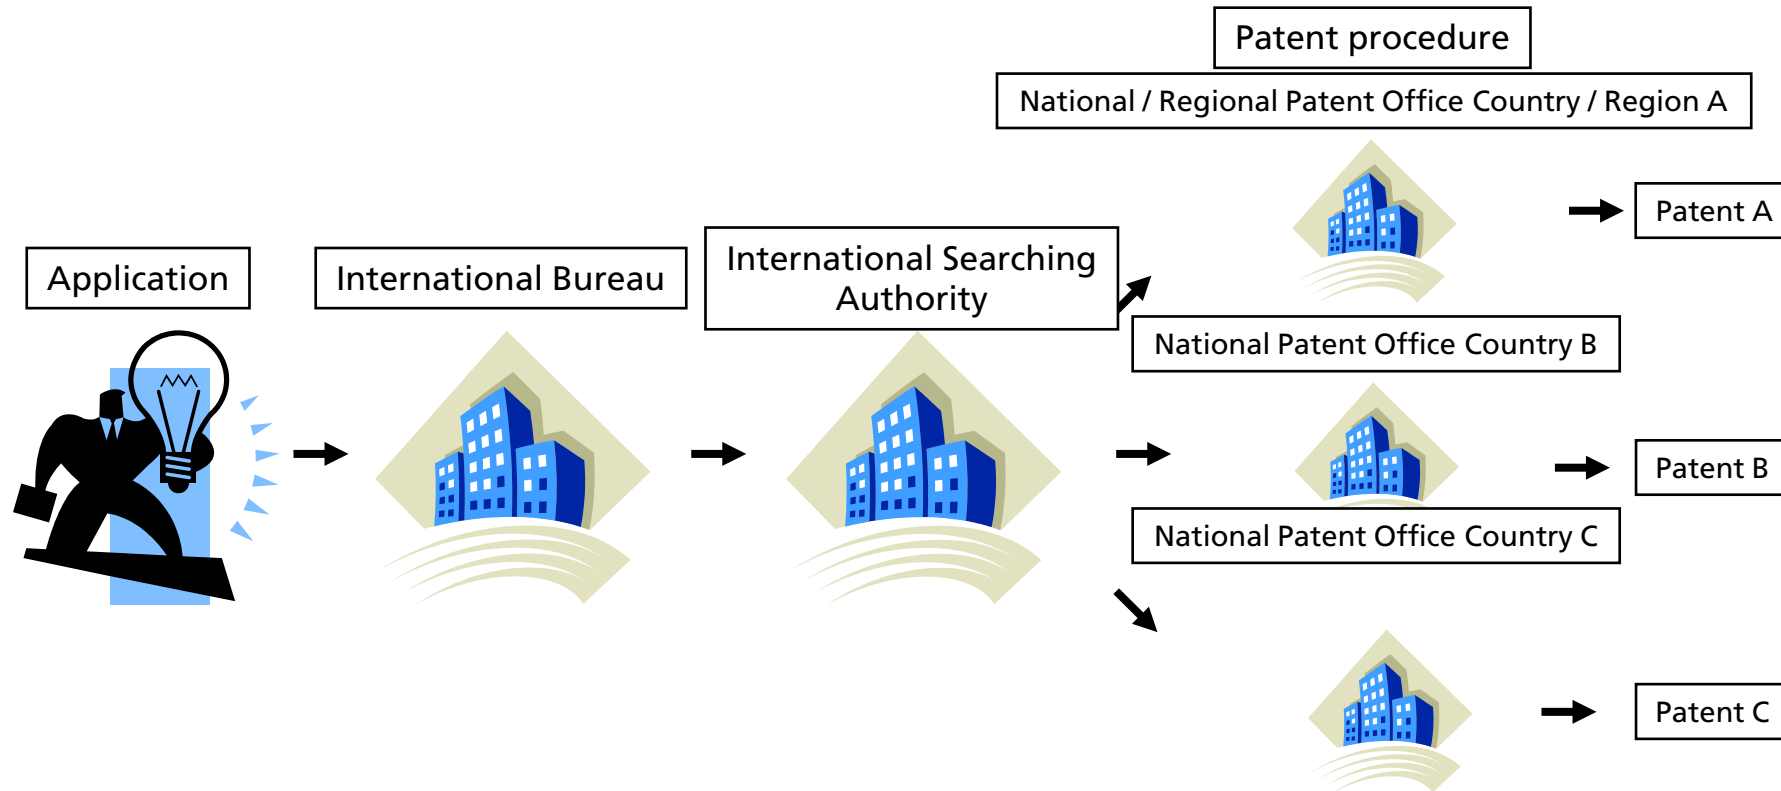 Patent procedure
National / Regional Patent Office Country / Region A
Patent A
Application
International Bureau
International Searching
Authority
National Patent Office Country B
Patent B
National Patent Office Country C
Patent C